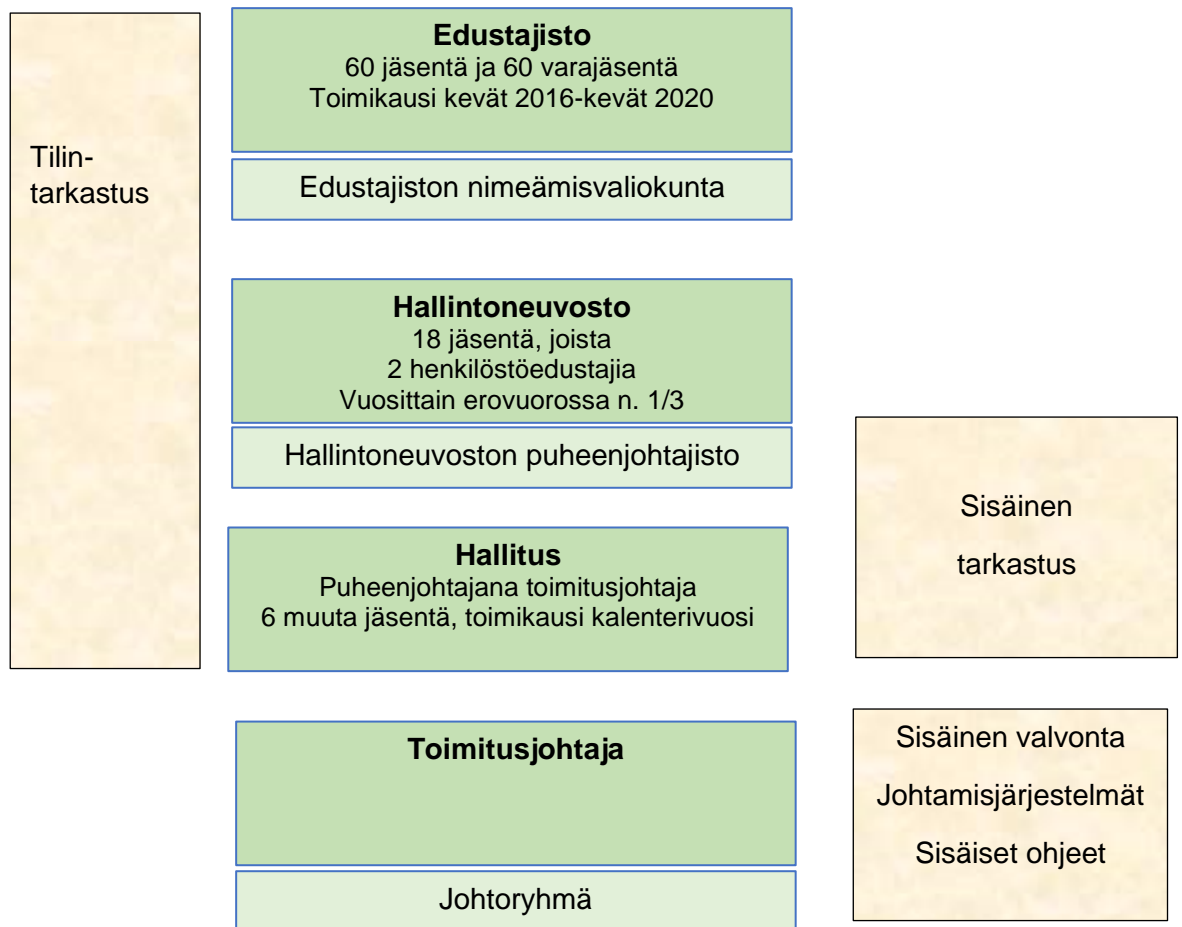 Tilin-
tarkastus
Edustajisto
60 jäsentä ja 60 varajäsentä
Toimikausi kevät 2016-kevät 2020
Edustajiston nimeämisvaliokunta
Hallintoneuvosto
18 jäsentä, joista
2 henkilöstöedustajia
Vuosittain erovuorossa n. 1/3
Hallintoneuvoston puheenjohtajisto
Hallitus
Puheenjohtajana toimitusjohtaja
6 muuta jäsentä, toimikausi kalenterivuosi
Sisäinen
tarkastus
Toimitusjohtaja
Johtoryhmä
Sisäinen valvonta
Johtamisjärjestelmät
Sisäiset ohjeet